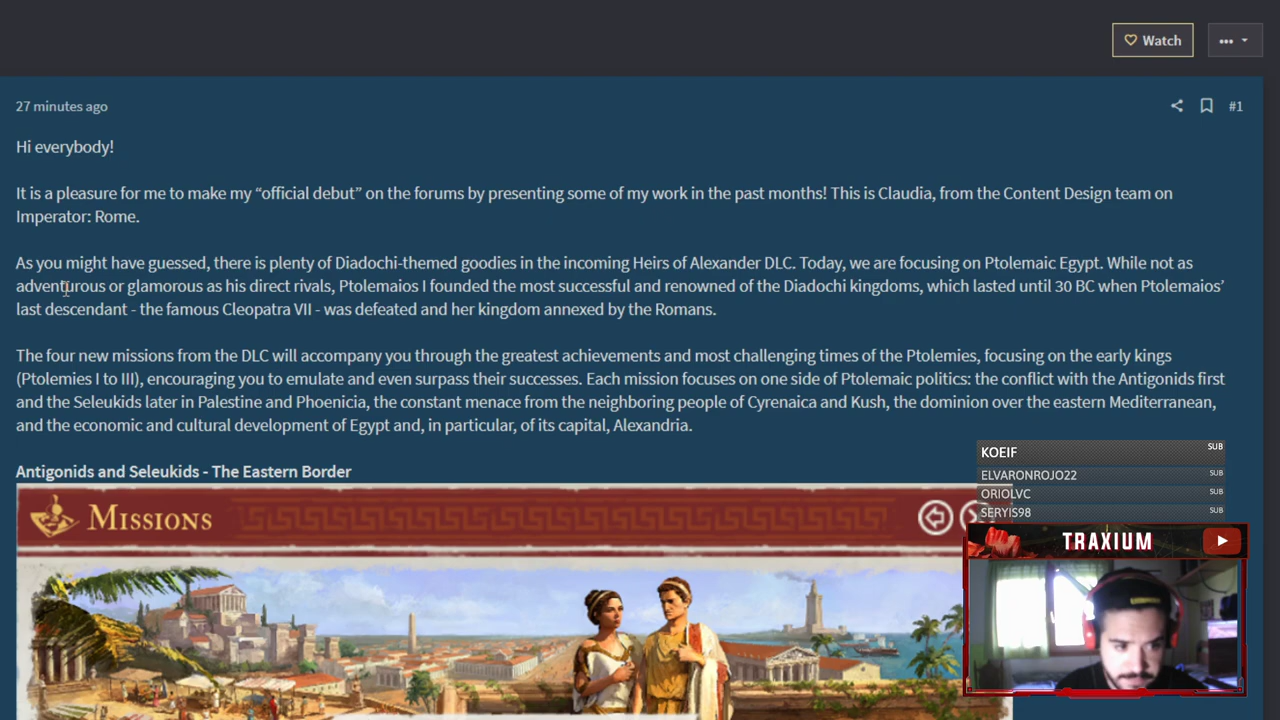 Watch
27 minutes ago
#1
Hi everybody!
It is a pleasure for me to make my “official debut” on the forums by presenting some of my work in the past months! This is Claudia, from the Content Design team on
Imperator: Rome.
As you might have guessed, there is plenty of Diadochi-themed goodies in the incoming Heirs of Alexander DLC. Today, we are focusing on Ptolemaic Egypt. While not as
adventurous or glamorous as his direct rivals, Ptolemaios I founded the most successful and renowned of the Diadochi kingdoms, which lasted until 30 BC when Ptolemaios’
last descendant - the famous Cleopatra VII - was defeated and her kingdom annexed by the Romans.
The four new missions from the DLC will accompany you through the greatest achievements and most challenging times of the Ptolemies, focusing on the early kings
(Ptolemies I to III), encouraging you to emulate and even surpass their successes. Each mission focuses on one side of Ptolemaic politics: the conflict with the Antigonids first
and the Seleukids later in Palestine and Phoenicia, the constant menace from the neighboring people of Cyrenaica and Kush, the dominion over the eastern Mediterranean,
and the economic and cultural development of Egypt and, in particular, of its capital, Alexandria.
Antigonids and Seleukids - The Eastern Border
MISSIONS
KOEIF SUB
ELVARONROJO22 SUB
ORIOLVC SUB
SERYIS98 SUB
TRAXIUM